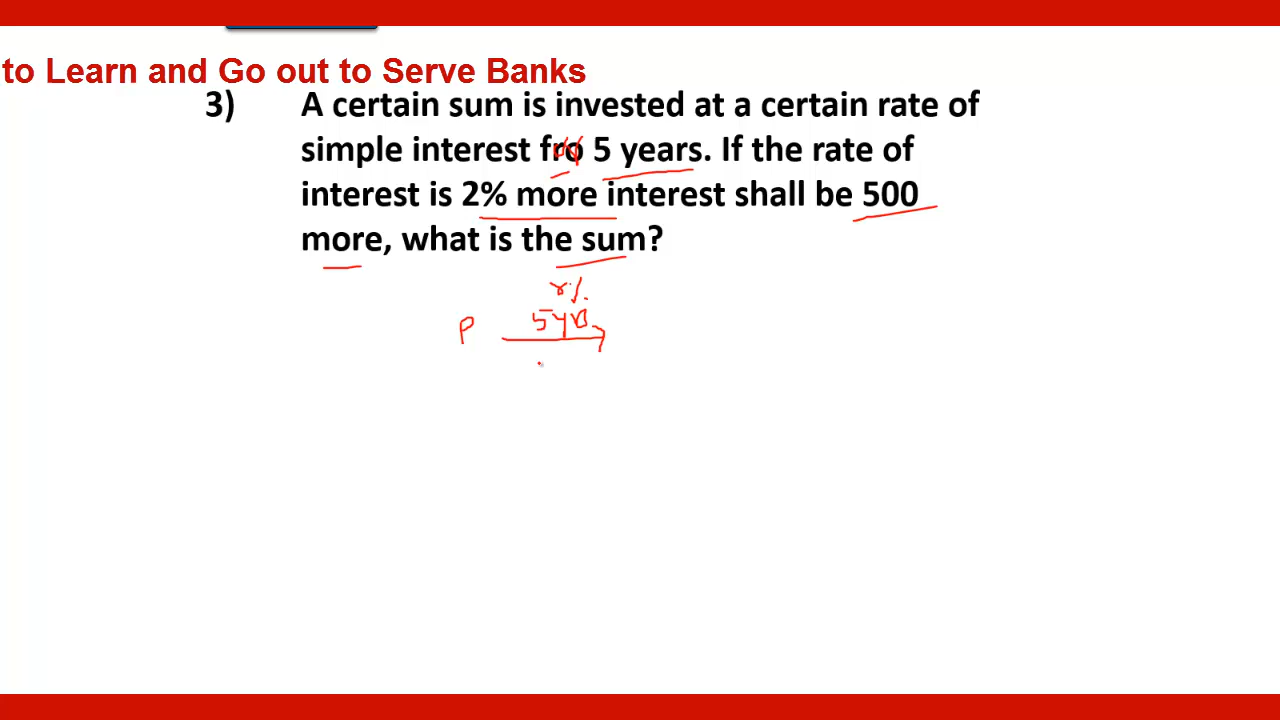 to Learn and Go out to Serve Banks
3) A certain sum is invested at a certain rate of
simple interest fro 5 years. If the rate of
interest is 2% more interest shall be 500
more, what is the sum?
r%
P 5yrs